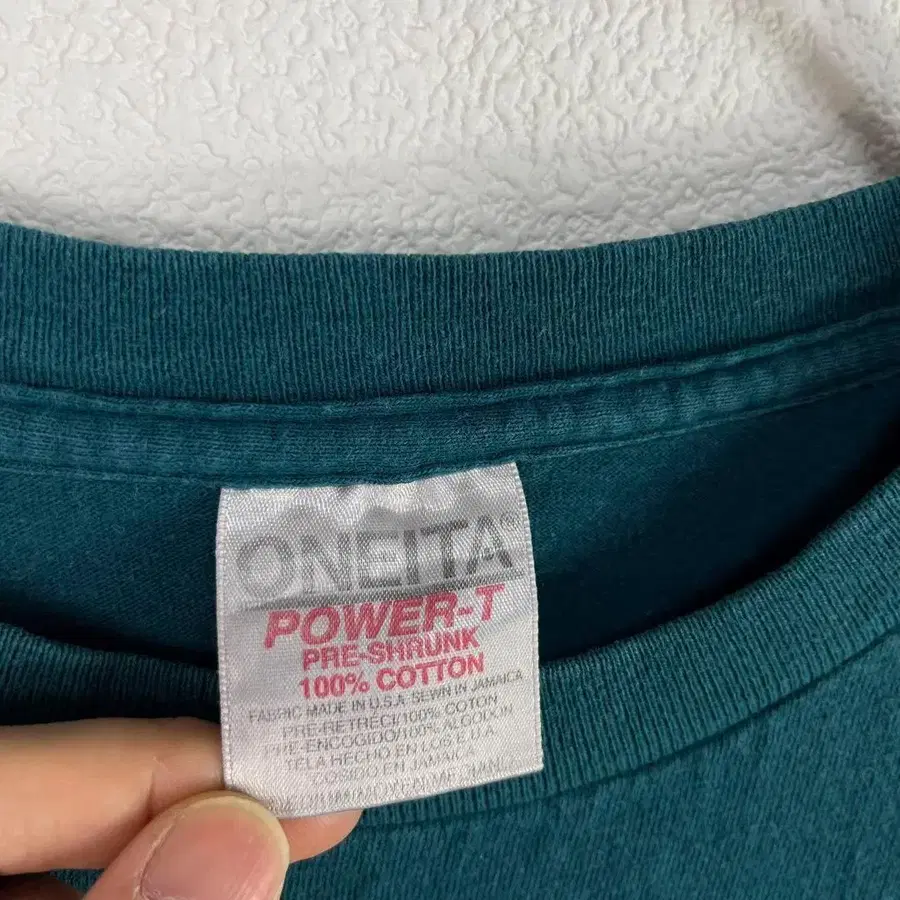 ONEITA®
POWER-T
PRE-SHRUNK
100% COTTON
FABRIC MADE IN U.S.A. SEWN IN JAMAICA
PRE-RETRÉCI/100% COTON
PRE-ENCOGIDO/100% ALGODON
TELA HECHO EN LOS E.U.A.
COSIDO EN JAMAICA